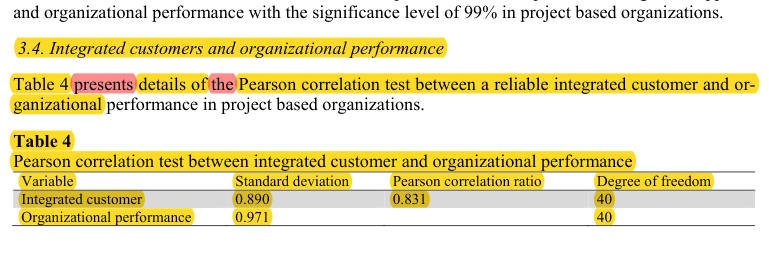 and organizational performance with the significance level of 99% in project based organizations.
3.4. Integrated customers and organizational performance
Table 4 presents details of the Pearson correlation test between a reliable integrated customer and or-
ganizational performance in project based organizations.
Table 4
Pearson correlation test between integrated customer and organizational performance
Variable Standard deviation Pearson correlation ratio Degree of freedom
Integrated customer 0.890 0.831 40
Organizational performance 0.971 40